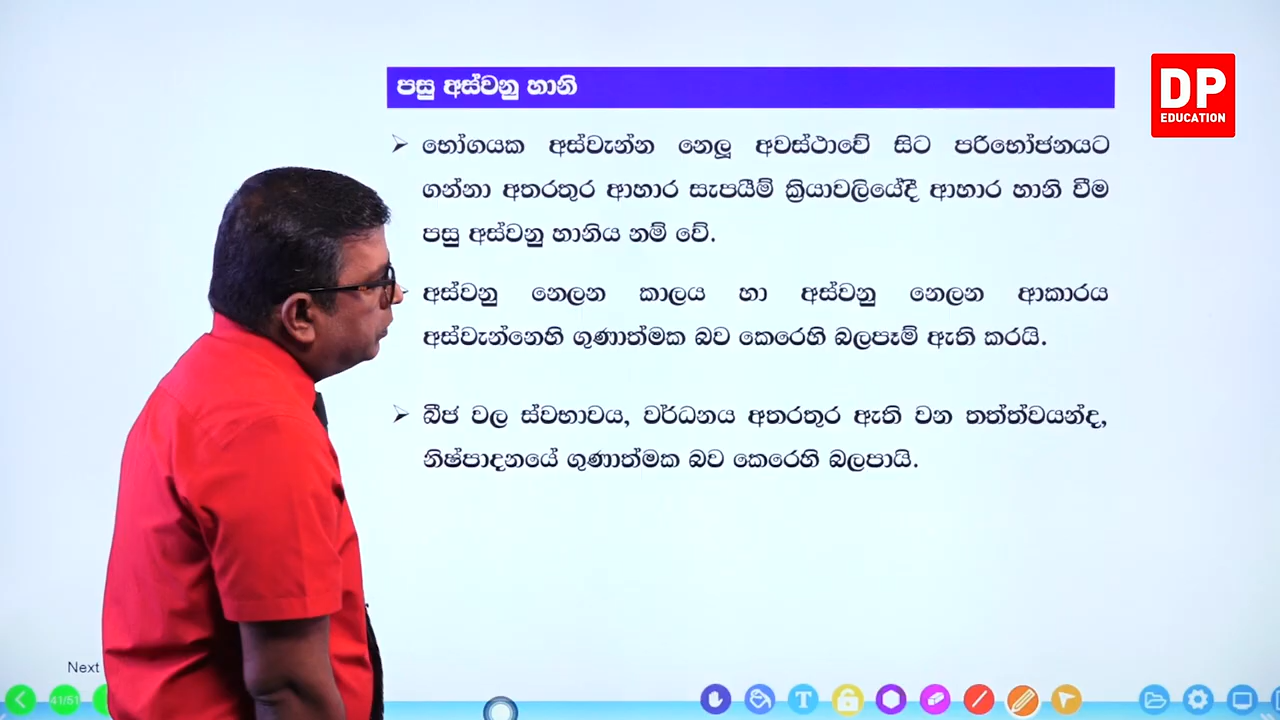 පසු අස්වනු හානි
DP
EDUCATION
භෝගයක අස්වැන්න නෙලූ අවස්ථාවේ සිට පරිභෝජනයට
ගන්නා අතරතුර ආහාර සැපයීම් ක්‍රියාවලියේදී ආහාර හානි වීම
පසු අස්වනු හානිය නම් වේ.
අස්වනු නෙලන කාලය හා අස්වනු නෙලන ආකාරය
අස්වැන්නෙහි ගුණාත්මක බව කෙරෙහි බලපෑම් ඇති කරයි.
බීජ වල ස්වභාවය, වර්ධනය අතරතුර ඇති වන තත්ත්වයන්ද,
නිෂ්පාදනයේ ගුණාත්මක බව කෙරෙහි බලපායි.
Next
41/51
T